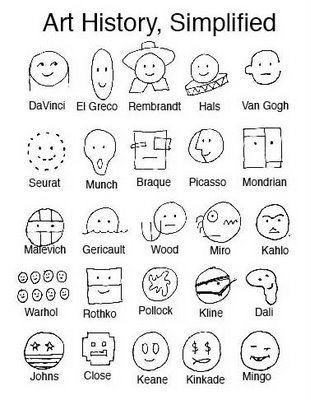 Art History, Simplified
DaVinci El Greco Rembrandt Hals Van Gogh
Seurat Munch Braque Picasso Mondrian
Malevich Gericault Wood Miro Kahlo
Warhol Rothko Pollock Kline Dali
Johns Close Keane Kinkade Mingo